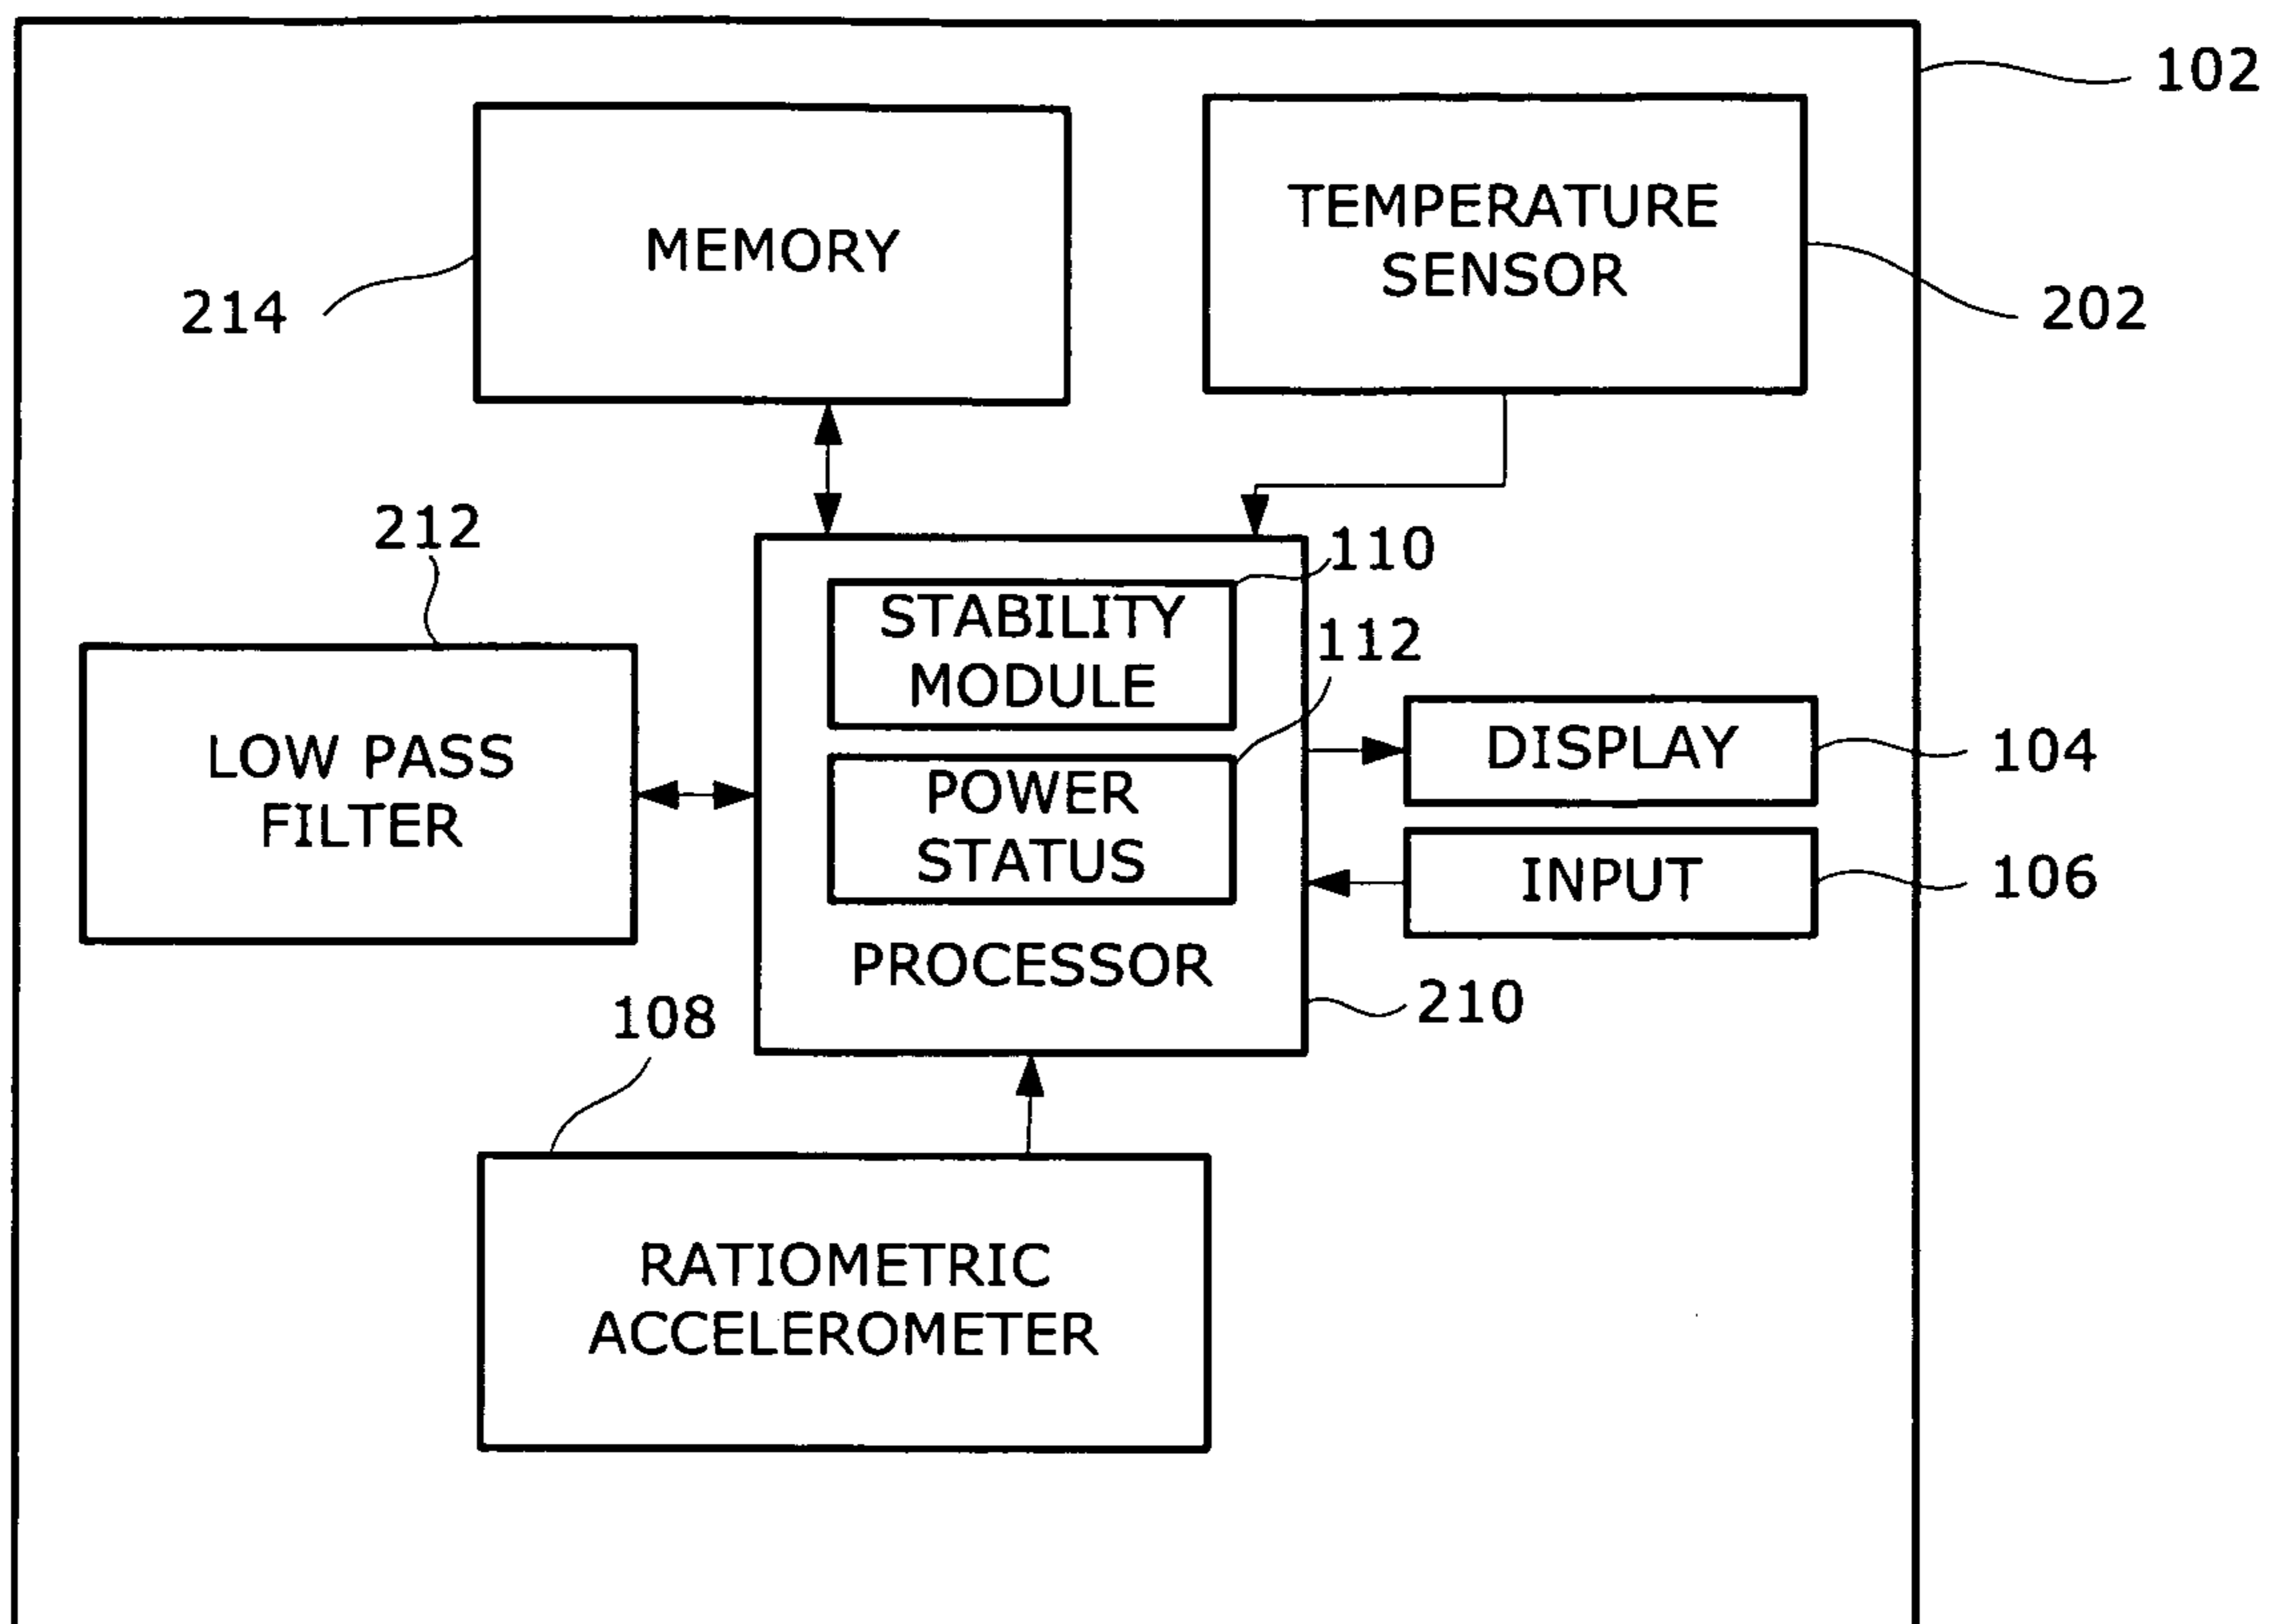 102
MEMORY
214
TEMPERATURE
SENSOR
202
212
LOW PASS
FILTER
110
STABILITY
MODULE
112
POWER
STATUS
PROCESSOR
210
DISPLAY
104
INPUT
106
108
RATIOMETRIC
ACCELEROMETER